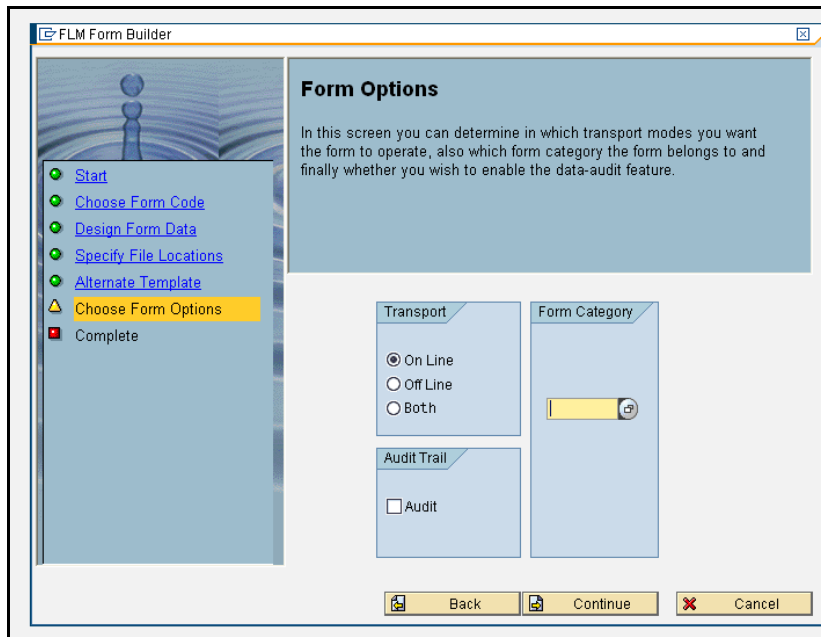 FLM Form Builder
Form Options
In this screen you can determine in which transport modes you want
the form to operate, also which form category the form belongs to and
finally whether you wish to enable the data-audit feature.
Start
Choose Form Code
Design Form Data
Specify File Locations
Alternate Template
Choose Form Options
Complete
Transport
On Line
Off Line
Both
Form Category
Audit Trail
Audit
Back
Continue
Cancel